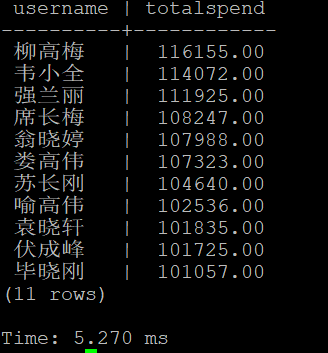 username | totalspend
----------+------------
柳高梅 | 116155.00
韦小全 | 114072.00
强兰丽 | 111925.00
席长梅 | 108247.00
翁晓婷 | 107988.00
娄高伟 | 107323.00
苏长刚 | 104640.00
喻高伟 | 102536.00
袁晓轩 | 101835.00
伏成峰 | 101725.00
毕晓刚 | 101057.00
(11 rows)
Time: 5.270 ms